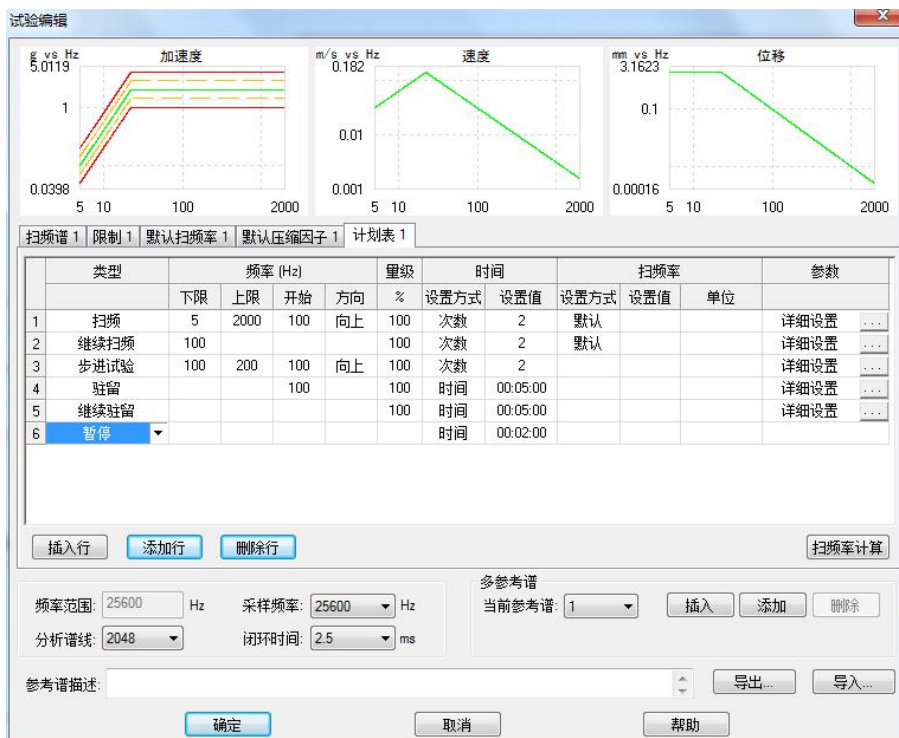 试验编辑
g vs Hz 加速度 m/s vs Hz 速度 mm vs Hz 位移
5.0119 0.182 3.1623
1 0.01 0.1
0.0398 0.001 0.00016
5 10 100 2000 5 10 100 2000 5 10 100 2000
扫频谱 1 限制 1 默认扫频率 1 默认压缩因子 1 计划表 1
类型 频率 (Hz) 量级 时间 扫频率 参数
下限 上限 开始 方向 % 设置方式 设置值 设置方式 设置值 单位
1 扫频 5 2000 100 向上 100 次数 2 默认 详细设置 ...
2 继续扫频 100 100 次数 2 默认 详细设置 ...
3 步进试验 100 200 100 向上 100 次数 2 详细设置 ...
4 驻留 100 100 时间 00:05:00 详细设置 ...
5 继续驻留 100 时间 00:05:00 详细设置 ...
6 暂停 时间 00:02:00
插入行 添加行 删除行 扫频率计算
多参考谱
频率范围: 25600 Hz 采样频率: 25600 Hz 当前参考谱: 1 插入 添加 删除
分析谱线: 2048 闭环时间: 2.5 ms
参考谱描述: 导出... 导入...
确定 取消 帮助